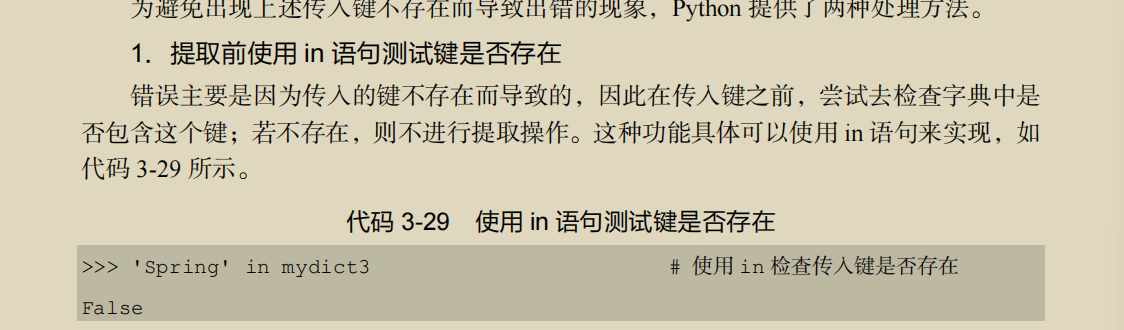 为避免出现上述传入键不存在而导致出错的现象，Python 提供了两种处理方法。
1．提取前使用 in 语句测试键是否存在
错误主要是因为传入的键不存在而导致的，因此在传入键之前，尝试去检查字典中是
否包含这个键；若不存在，则不进行提取操作。这种功能具体可以使用 in 语句来实现，如
代码 3-29 所示。
代码 3-29 使用 in 语句测试键是否存在
>>> 'Spring' in mydict3 # 使用 in 检查传入键是否存在
False